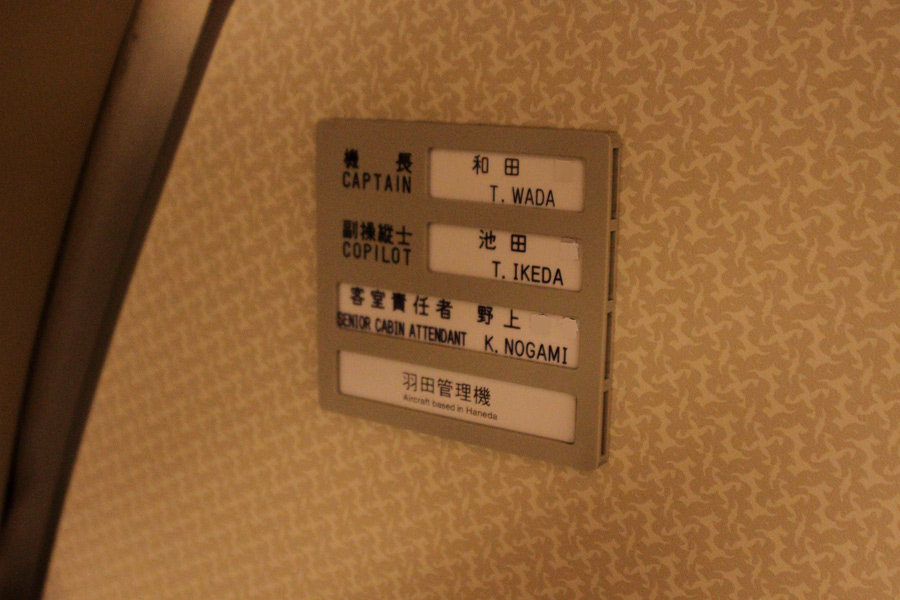 機 長 和 田
CAPTAIN T. WADA
副操縦士 池 田
COPILOT T. IKEDA
客室責任者 野 上
SENIOR CABIN ATTENDANT K. NOGAMI
羽田管理機
Aircraft based in Haneda